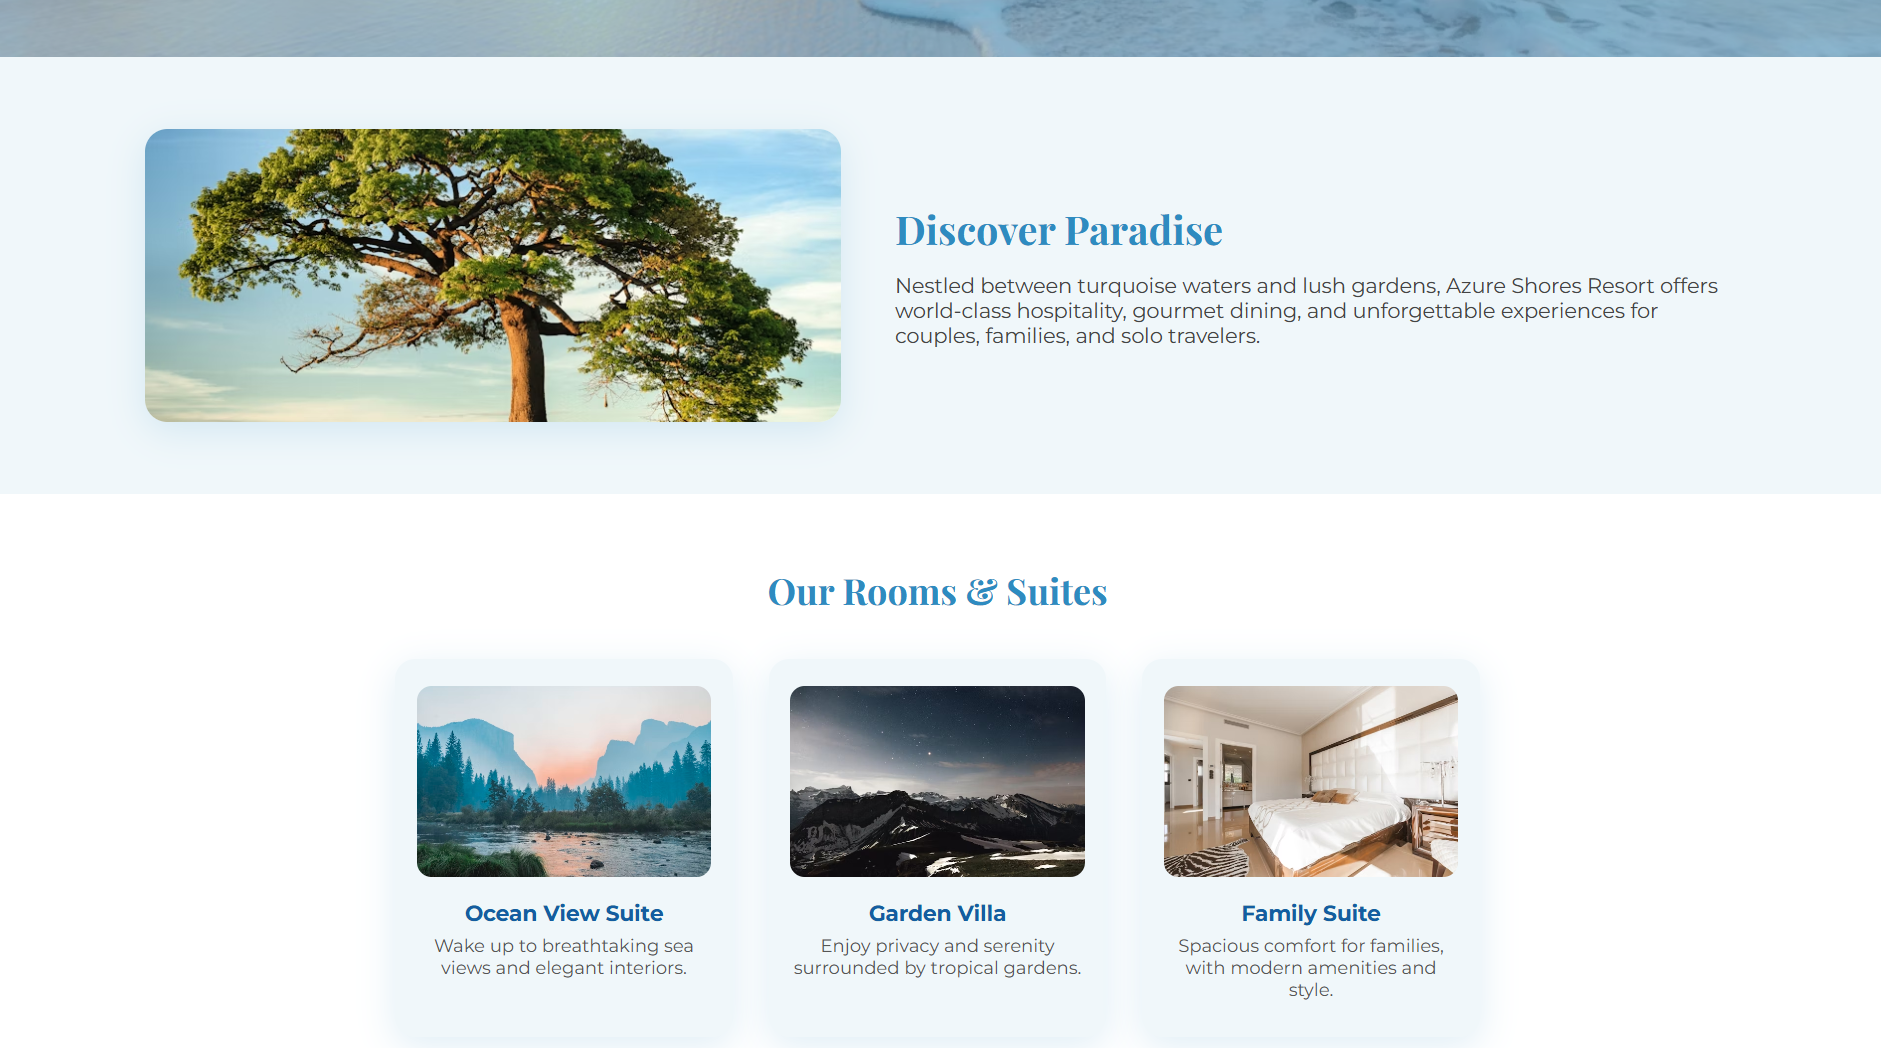 Discover Paradise
Nestled between turquoise waters and lush gardens, Azure Shores Resort offers
world-class hospitality, gourmet dining, and unforgettable experiences for
couples, families, and solo travelers.
Our Rooms & Suites
Ocean View Suite
Wake up to breathtaking sea
views and elegant interiors.
Garden Villa
Enjoy privacy and serenity
surrounded by tropical gardens.
Family Suite
Spacious comfort for families,
with modern amenities and
style.